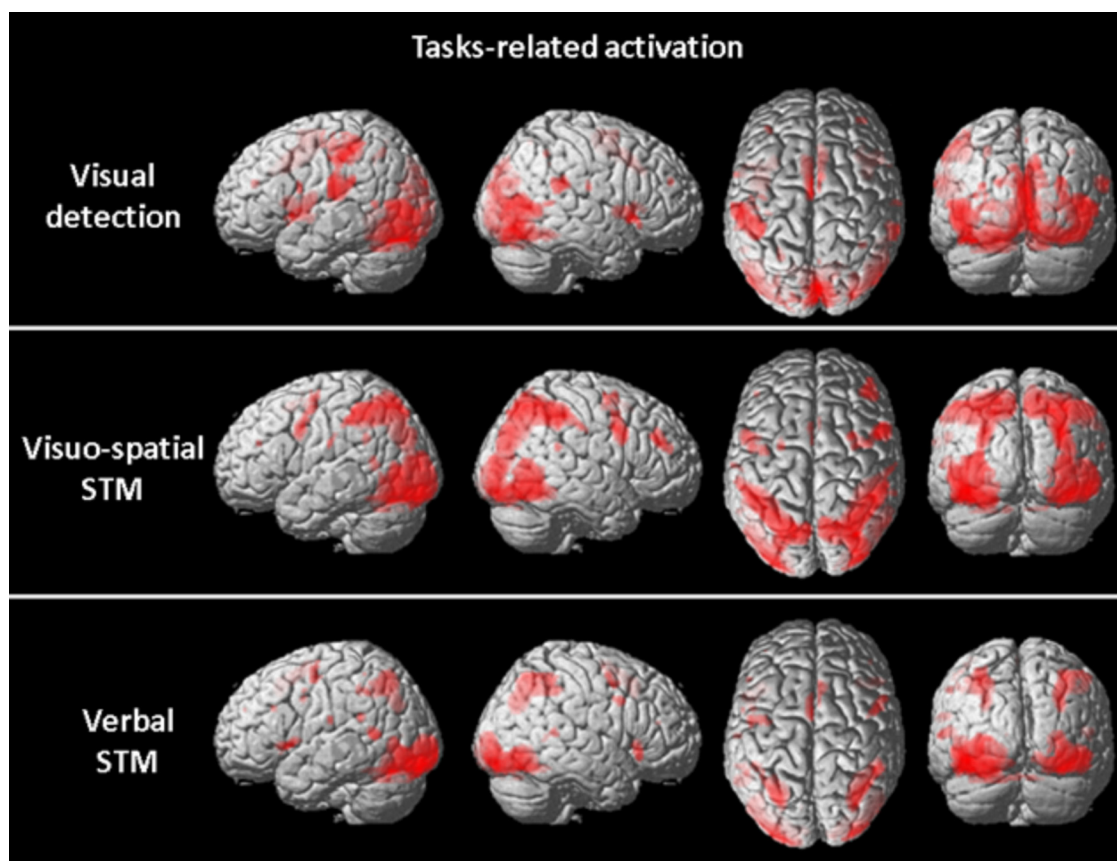 Tasks-related activation
Visual
detection
Visuo-spatial
STM
Verbal
STM